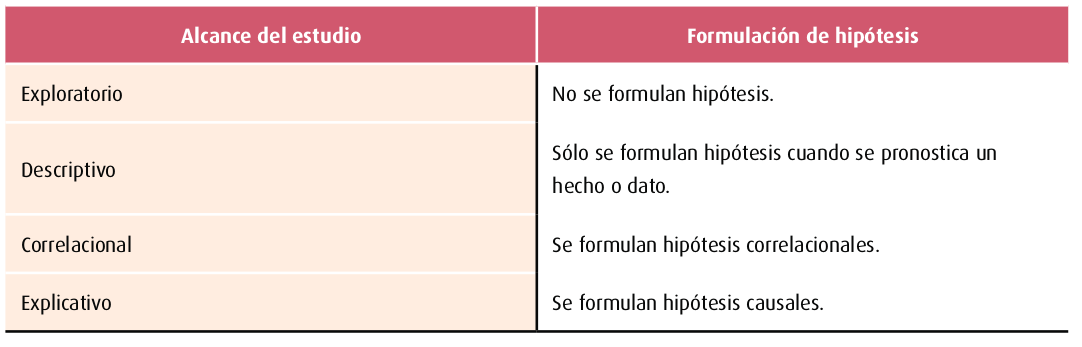 Alcance del estudio
Formulación de hipótesis
Exploratorio
No se formulan hipótesis.
Descriptivo
Sólo se formulan hipótesis cuando se pronostica un
hecho o dato.
Correlacional
Se formulan hipótesis correlacionales.
Explicativo
Se formulan hipótesis causales.